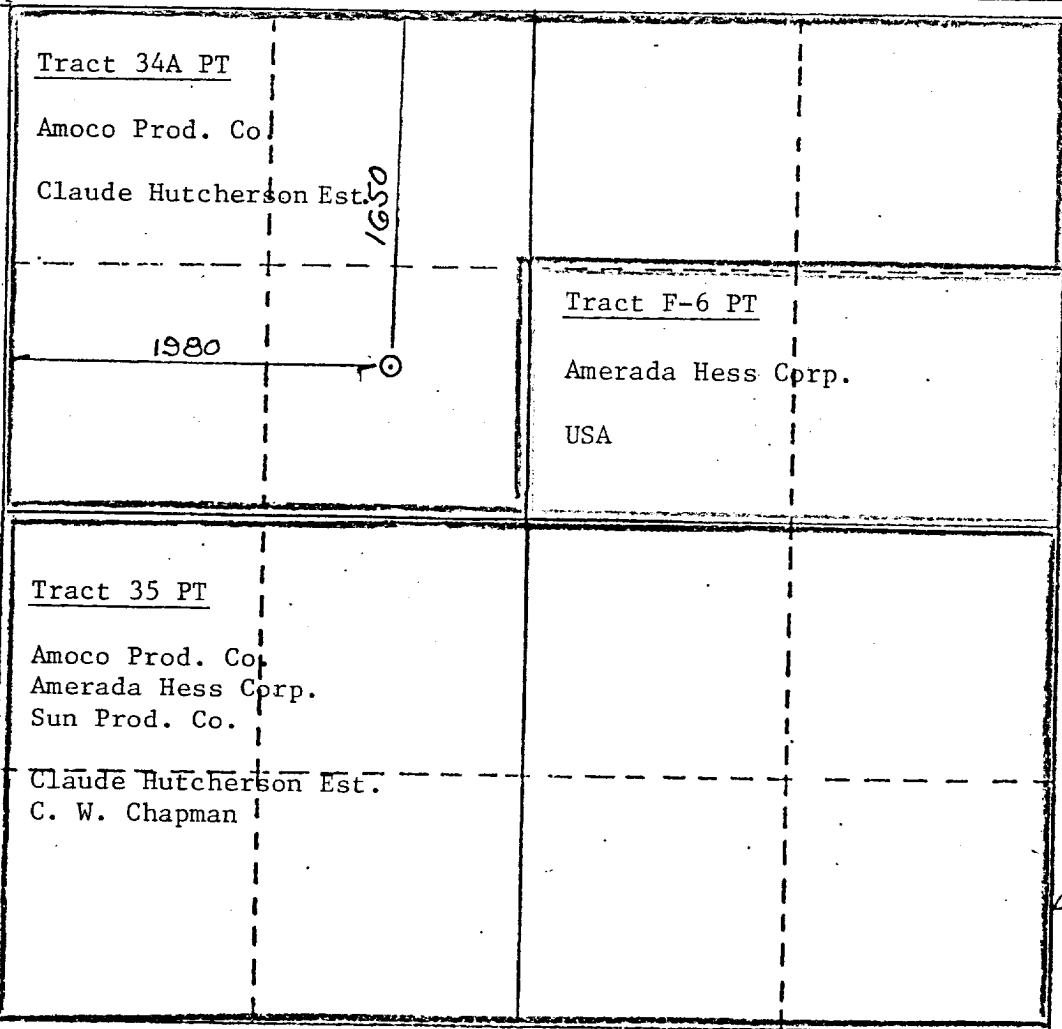 Tract 34A PT
Amoco Prod. Co.
Claude Hutcherson Est.
1650
1980
Tract F-6 PT
Amerada Hess Corp.
USA
Tract 35 PT
Amoco Prod. Co.
Amerada Hess Corp.
Sun Prod. Co.
Claude Hutcherson Est.
C. W. Chapman